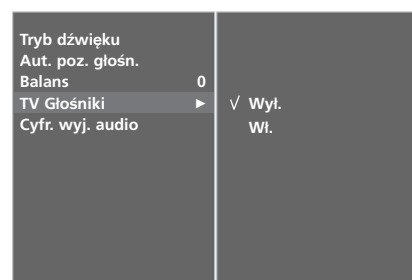 Tryb dźwięku
Aut. poz. głośn.
Balans 0
TV Głośniki ►
Cyfr. wyj. audio
√ Wył.
Wł.